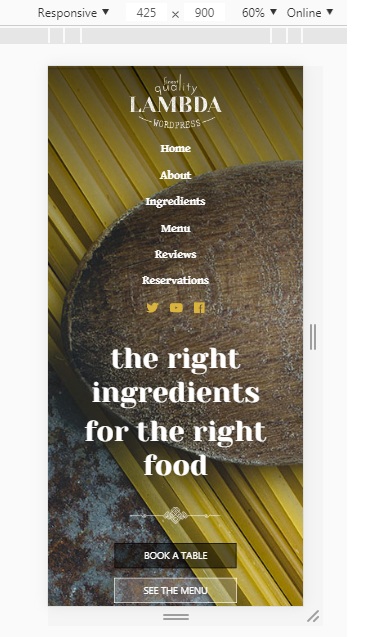 Responsive ▼ 425 x 900 60% ▼ Online ▼
finest
quality
LAMBDA
WORDPRESS
Home
About
Ingredients
Menu
Reviews
Reservations
the right
ingredients
for the right
food
BOOK A TABLE
SEE THE MENU